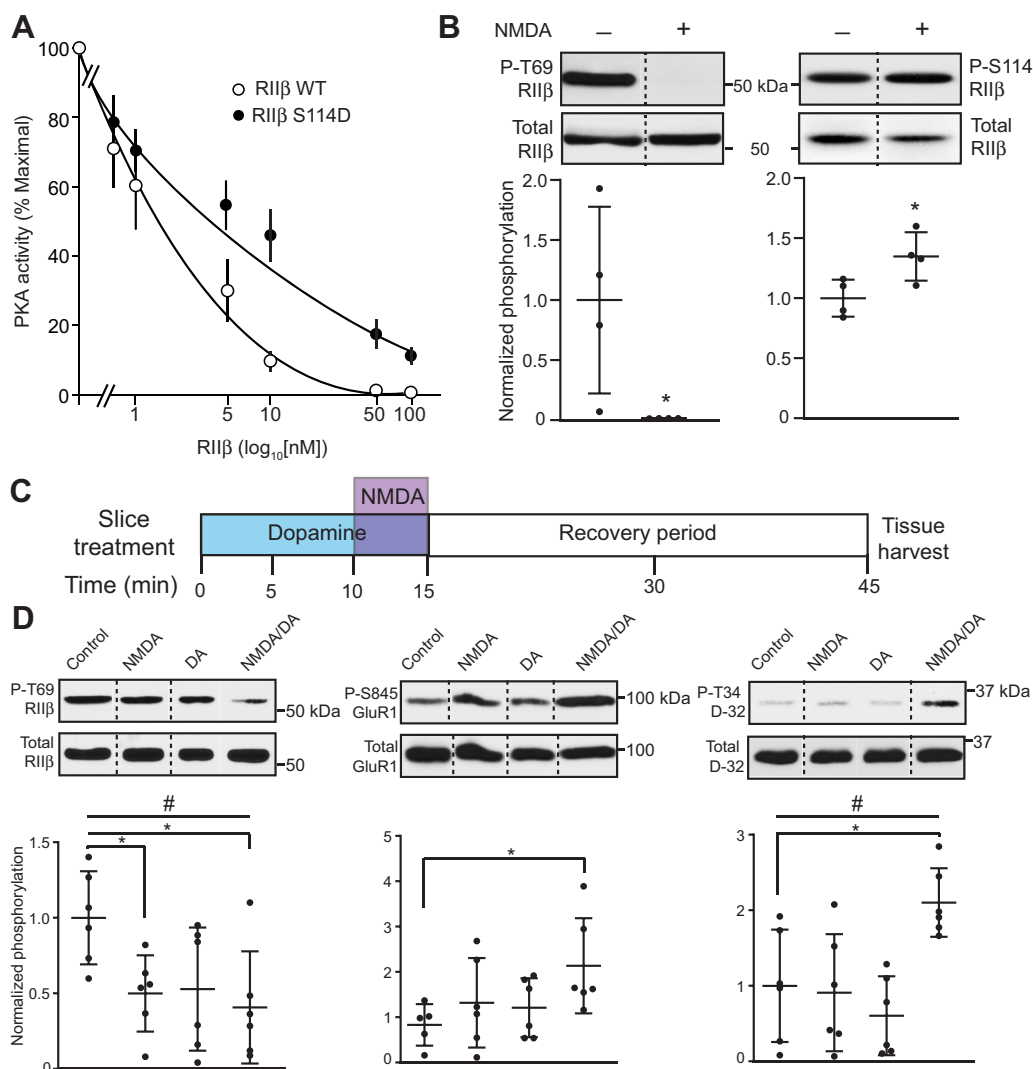 A
PKA activity (% Maximal)
100
80
60
40
20
0
RIIβ WT
RIIβ S114D
1
5
10
50
100
RIIβ (log10[nM])
B
NMDA
–
+
–
+
P-T69
RIIβ
50 kDa
P-S114
RIIβ
Total
RIIβ
50
Total
RIIβ
Normalized phosphorylation
2.0
1.5
1.0
0.5
0
*
2.0
1.5
1.0
0.5
0
*
C
Slice
treatment
NMDA
Dopamine
Recovery period
Tissue
harvest
Time (min)
0
5
10
15
30
45
D
Control
NMDA
DA
NMDA/DA
P-T69
RIIβ
50 kDa
Total
RIIβ
50
Control
NMDA
DA
NMDA/DA
P-S845
GluR1
100 kDa
Total
GluR1
100
Control
NMDA
DA
NMDA/DA
P-T34
D-32
37 kDa
Total
D-32
37
Normalized phosphorylation
1.5
1.0
0.5
0
#
*
*
5
4
3
2
1
0
*
3
2
1
0
#
*